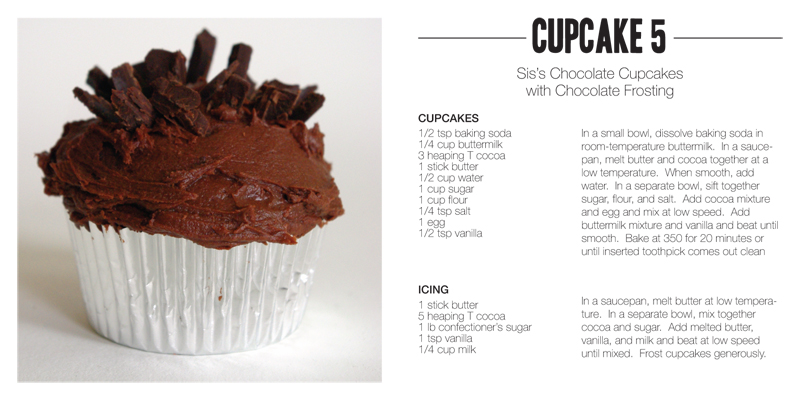 CUPCAKE 5
Sis's Chocolate Cupcakes
with Chocolate Frosting
CUPCAKES
1/2 tsp baking soda
1/4 cup buttermilk
3 heaping T cocoa
1 stick butter
1/2 cup water
1 cup sugar
1 cup flour
1/4 tsp salt
1 egg
1/2 tsp vanilla
In a small bowl, dissolve baking soda in
room-temperature buttermilk. In a sauce-
pan, melt butter and cocoa together at a
low temperature. When smooth, add
water. In a separate bowl, sift together
sugar, flour, and salt. Add cocoa mixture
and egg and mix at low speed. Add
buttermilk mixture and vanilla and beat until
smooth. Bake at 350 for 20 minutes or
until inserted toothpick comes out clean
ICING
1 stick butter
5 heaping T cocoa
1 lb confectioner's sugar
1 tsp vanilla
1/4 cup milk
In a saucepan, melt butter at low tempera-
ture. In a separate bowl, mix together
cocoa and sugar. Add melted butter,
vanilla, and milk and beat at low speed
until mixed. Frost cupcakes generously.